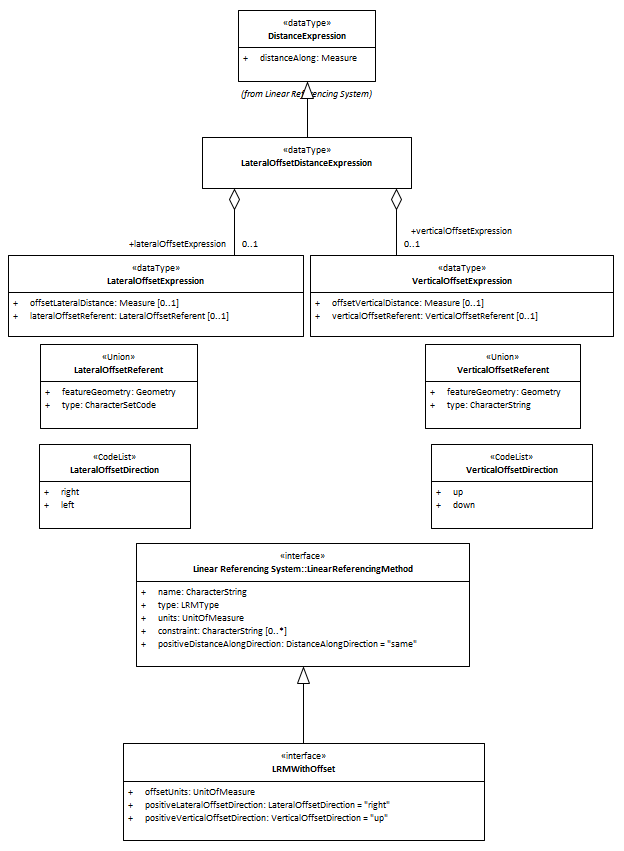 «dataType»
DistanceExpression
+ distanceAlong: Measure
(from Linear Referencing System)
«dataType»
LateralOffsetDistanceExpression
+verticalOffsetExpression
+lateralOffsetExpression 0..1
0..1
«dataType»
LateralOffsetExpression
+ offsetLateralDistance: Measure [0..1]
+ lateralOffsetReferent: LateralOffsetReferent [0..1]
«dataType»
VerticalOffsetExpression
+ offsetVerticalDistance: Measure [0..1]
+ verticalOffsetReferent: VerticalOffsetReferent [0..1]
«Union»
LateralOffsetReferent
+ featureGeometry: Geometry
+ type: CharacterSetCode
«Union»
VerticalOffsetReferent
+ featureGeometry: Geometry
+ type: CharacterString
«CodeList»
LateralOffsetDirection
+ right
+ left
«CodeList»
VerticalOffsetDirection
+ up
+ down
«interface»
Linear Referencing System::LinearReferencingMethod
+ name: CharacterString
+ type: LRMType
+ units: UnitOfMeasure
+ constraint: CharacterString [0..*]
+ positiveDistanceAlongDirection: DistanceAlongDirection = "same"
«interface»
LRMWithOffset
+ offsetUnits: UnitOfMeasure
+ positiveLateralOffsetDirection: LateralOffsetDirection = "right"
+ positiveVerticalOffsetDirection: VerticalOffsetDirection = "up"